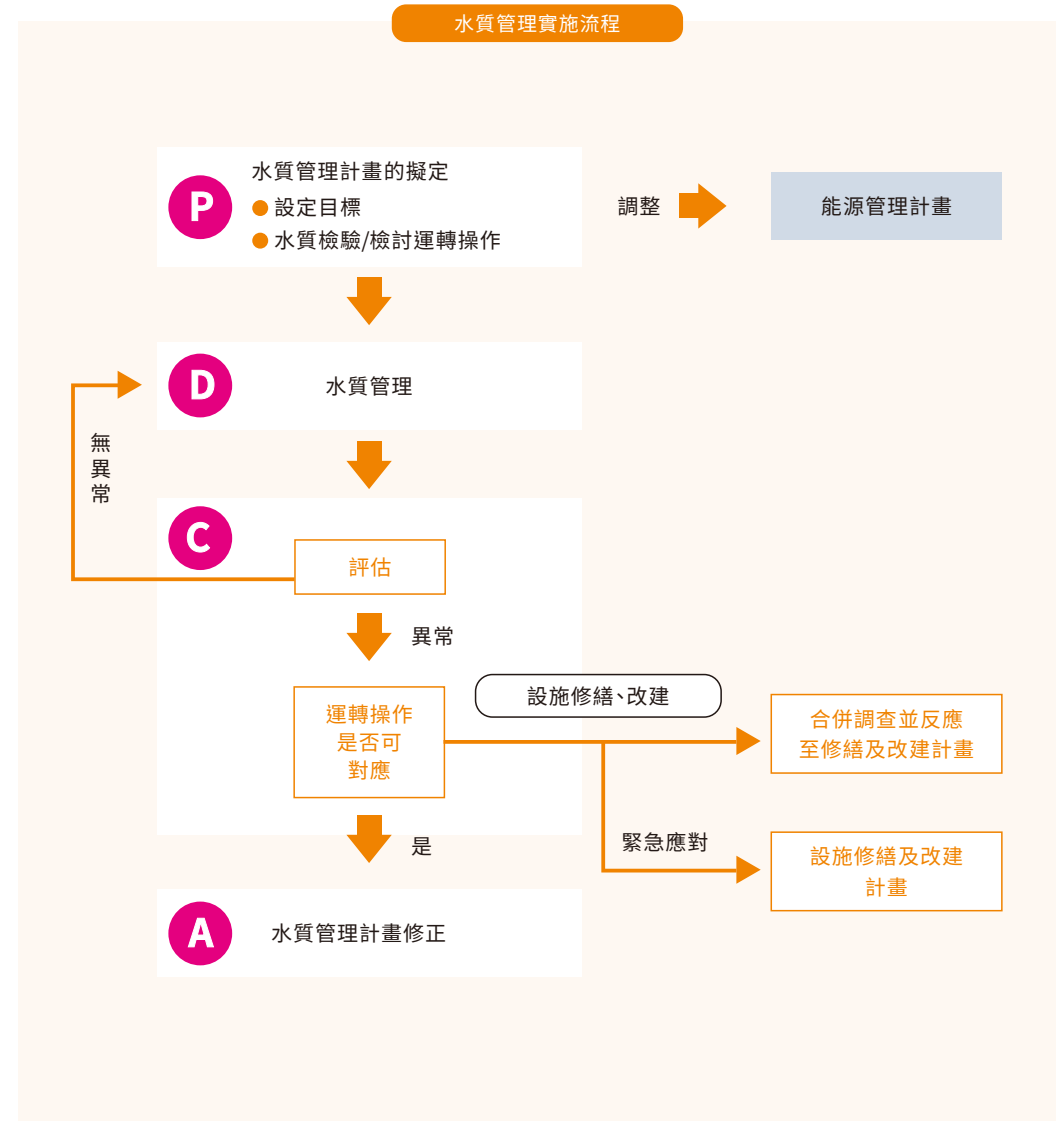 水質管理實施流程
P
水質管理計畫的擬定
● 設定目標
● 水質檢驗/檢討運轉操作
調整
能源管理計畫
D
水質管理
無
異
常
C
評估
異常
運轉操作
是否可
對應
設施修繕、改建
合併調查並反應
至修繕及改建計畫
緊急應對
設施修繕及改建
計畫
是
A
水質管理計畫修正